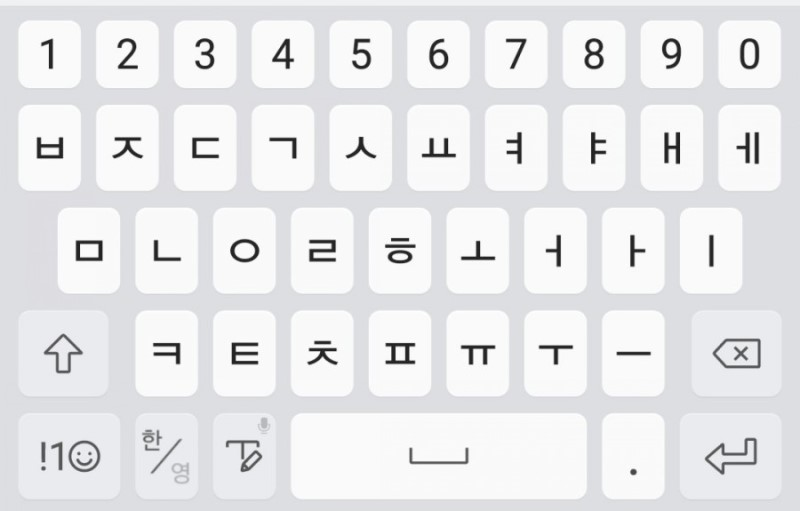 1 2 3 4 5 6 7 8 9 0
ㅂ ㅈ ㄷ ㄱ ㅅ ㅛ ㅕ ㅑ ㅐ ㅔ
ㅁ ㄴ ㅇ ㄹ ㅎ ㅗ ㅓ ㅏ ㅣ
ㅋ ㅌ ㅊ ㅍ ㅠ ㅜ ㅡ
!1☺ 한/영 T .